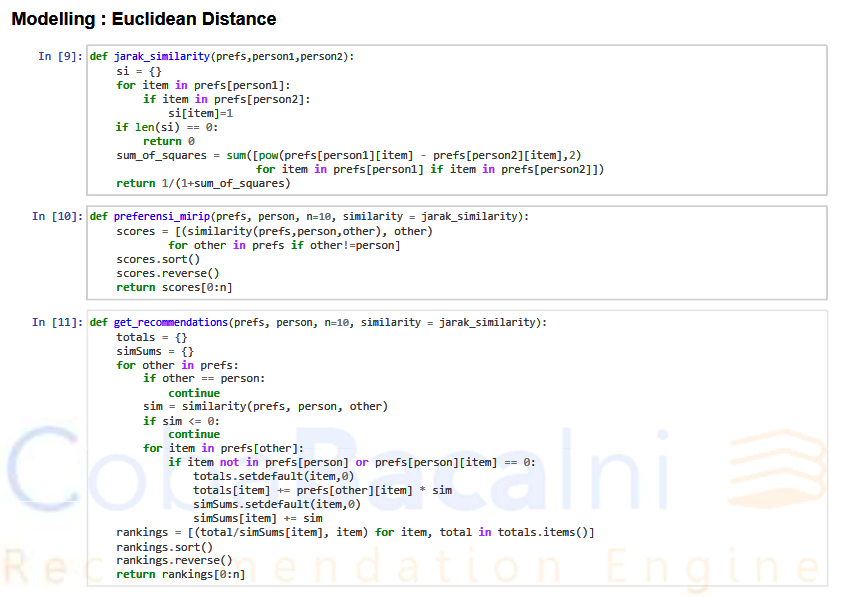 Modelling : Euclidean Distance
In [9]: def jarak_similarity(prefs,person1,person2):
    si = {}
    for item in prefs[person1]:
        if item in prefs[person2]:
            si[item]=1
    if len(si) == 0:
        return 0
    sum_of_squares = sum([pow(prefs[person1][item] - prefs[person2][item],2)
                         for item in prefs[person1] if item in prefs[person2]])
    return 1/(1+sum_of_squares)
In [10]: def preferensi_mirip(prefs, person, n=10, similarity = jarak_similarity):
    scores = [(similarity(prefs,person,other), other)
            for other in prefs if other!=person]
    scores.sort()
    scores.reverse()
    return scores[0:n]
In [11]: def get_recommendations(prefs, person, n=10, similarity = jarak_similarity):
    totals = {}
    simSums = {}
    for other in prefs:
        if other == person:
            continue
        sim = similarity(prefs, person, other)
        if sim <= 0:
            continue
        for item in prefs[other]:
            if item not in prefs[person] or prefs[person][item] == 0:
                totals.setdefault(item,0)
                totals[item] += prefs[other][item] * sim
                simSums.setdefault(item,0)
                simSums[item] += sim
    rankings = [(total/simSums[item], item) for item, total in totals.items()]
    rankings.sort()
    rankings.reverse()
    return rankings[0:n]
CobaBacaIni
Recommendation Engine